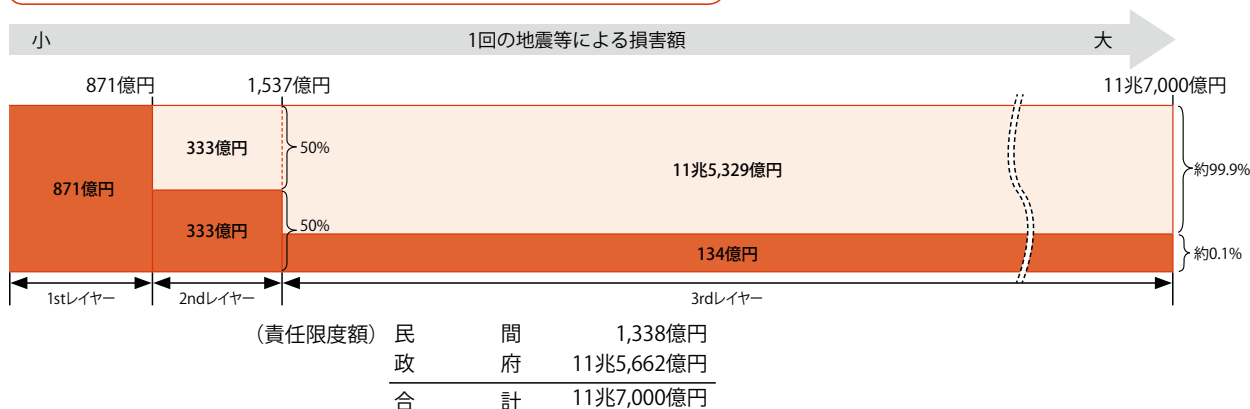 小 1回の地震等による損害額 大
871億円 1,537億円 11兆7,000億円
333億円 50%
871億円
11兆5,329億円 約99.9%
333億円 50%
134億円 約0.1%
1stレイヤー 2ndレイヤー 3rdレイヤー
（責任限度額） 民 間 1,338億円
政 府 11兆5,662億円
合 計 11兆7,000億円